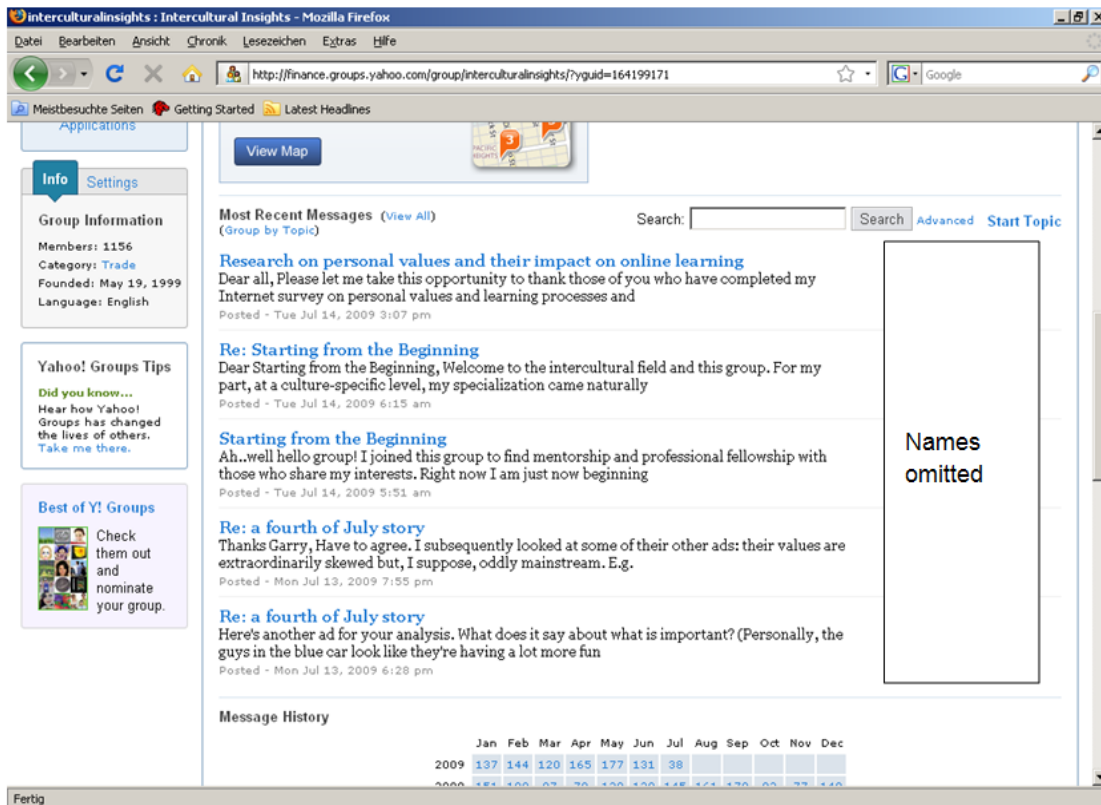 interculturalinsights : Intercultural Insights - Mozilla Firefox
Datei Bearbeiten Ansicht Chronik Lesezeichen Extras Hilfe
http://finance.groups.yahoo.com/group/interculturalinsights/?yguid=164199171
G Google
Meistbesuchte Seiten Getting Started Latest Headlines
Applications
View Map
3
Info Settings
Group Information
Members: 1156
Category: Trade
Founded: May 19, 1999
Language: English
Yahoo! Groups Tips
Did you know...
Hear how Yahoo!
Groups has changed
the lives of others.
Take me there.
Best of Y! Groups
Check
them out
and
nominate
your group.
Most Recent Messages (View All)
(Group by Topic)
Search: Search Advanced Start Topic
Research on personal values and their impact on online learning
Dear all, Please let me take this opportunity to thank those of you who have completed my
Internet survey on personal values and learning processes and
Posted - Tue Jul 14, 2009 3:07 pm
Re: Starting from the Beginning
Dear Starting from the Beginning, Welcome to the intercultural field and this group. For my
part, at a culture-specific level, my specialization came naturally
Posted - Tue Jul 14, 2009 6:15 am
Starting from the Beginning
Ah..well hello group! I joined this group to find mentorship and professional fellowship with
those who share my interests. Right now I am just now beginning
Posted - Tue Jul 14, 2009 5:51 am
Re: a fourth of July story
Thanks Garry, Have to agree. I subsequently looked at some of their other ads: their values are
extraordinarily skewed but, I suppose, oddly mainstream. E.g.
Posted - Mon Jul 13, 2009 7:55 pm
Re: a fourth of July story
Here's another ad for your analysis. What does it say about what is important? (Personally, the
guys in the blue car look like they're having a lot more fun
Posted - Mon Jul 13, 2009 6:28 pm
Names
omitted
Message History
Jan Feb Mar Apr May Jun Jul Aug Sep Oct Nov Dec
2009 137 144 120 165 177 131 38
Fertig